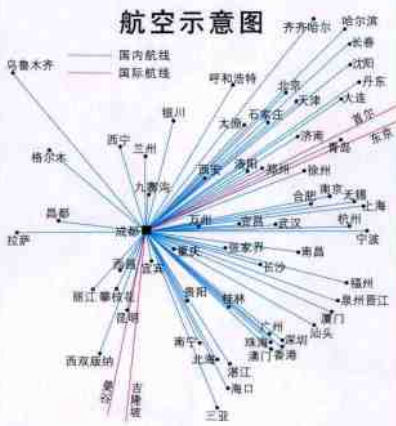 航空示意图
国内航线
国际航线
齐齐哈尔
哈尔滨
长春
沈阳
丹东
大连
乌鲁木齐
呼和浩特
北京
天津
石家庄
太原
银川
首尔
东京
青岛
济南
西宁
兰州
格尔木
西安
洛阳
郑州
徐州
九寨沟
南京
合肥
无锡
上海
昌都
拉萨
成都
万州
宜昌
武汉
杭州
宁波
重庆
张家界
南昌
西昌
宜宾
长沙
丽江
攀枝花
贵阳
桂林
福州
泉州晋江
厦门
汕头
昆明
广州
珠海
深圳
澳门
香港
南宁
北海
湛江
海口
西双版纳
曼谷
吉隆坡
三亚